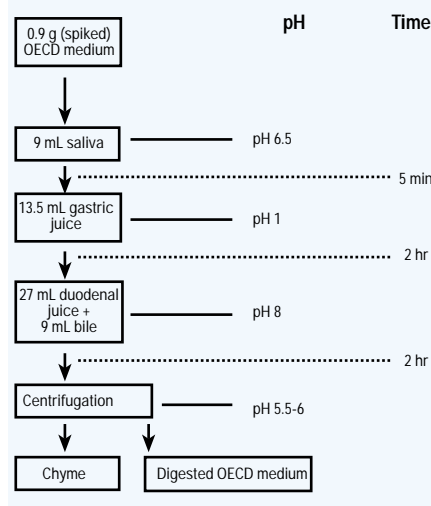 pH Time
0.9 g (spiked)
OECD medium
9 mL saliva
pH 6.5
5 min
13.5 mL gastric
juice
pH 1
2 hr
27 mL duodenal
juice +
9 mL bile
pH 8
2 hr
Centrifugation
pH 5.5-6
Chyme
Digested OECD medium